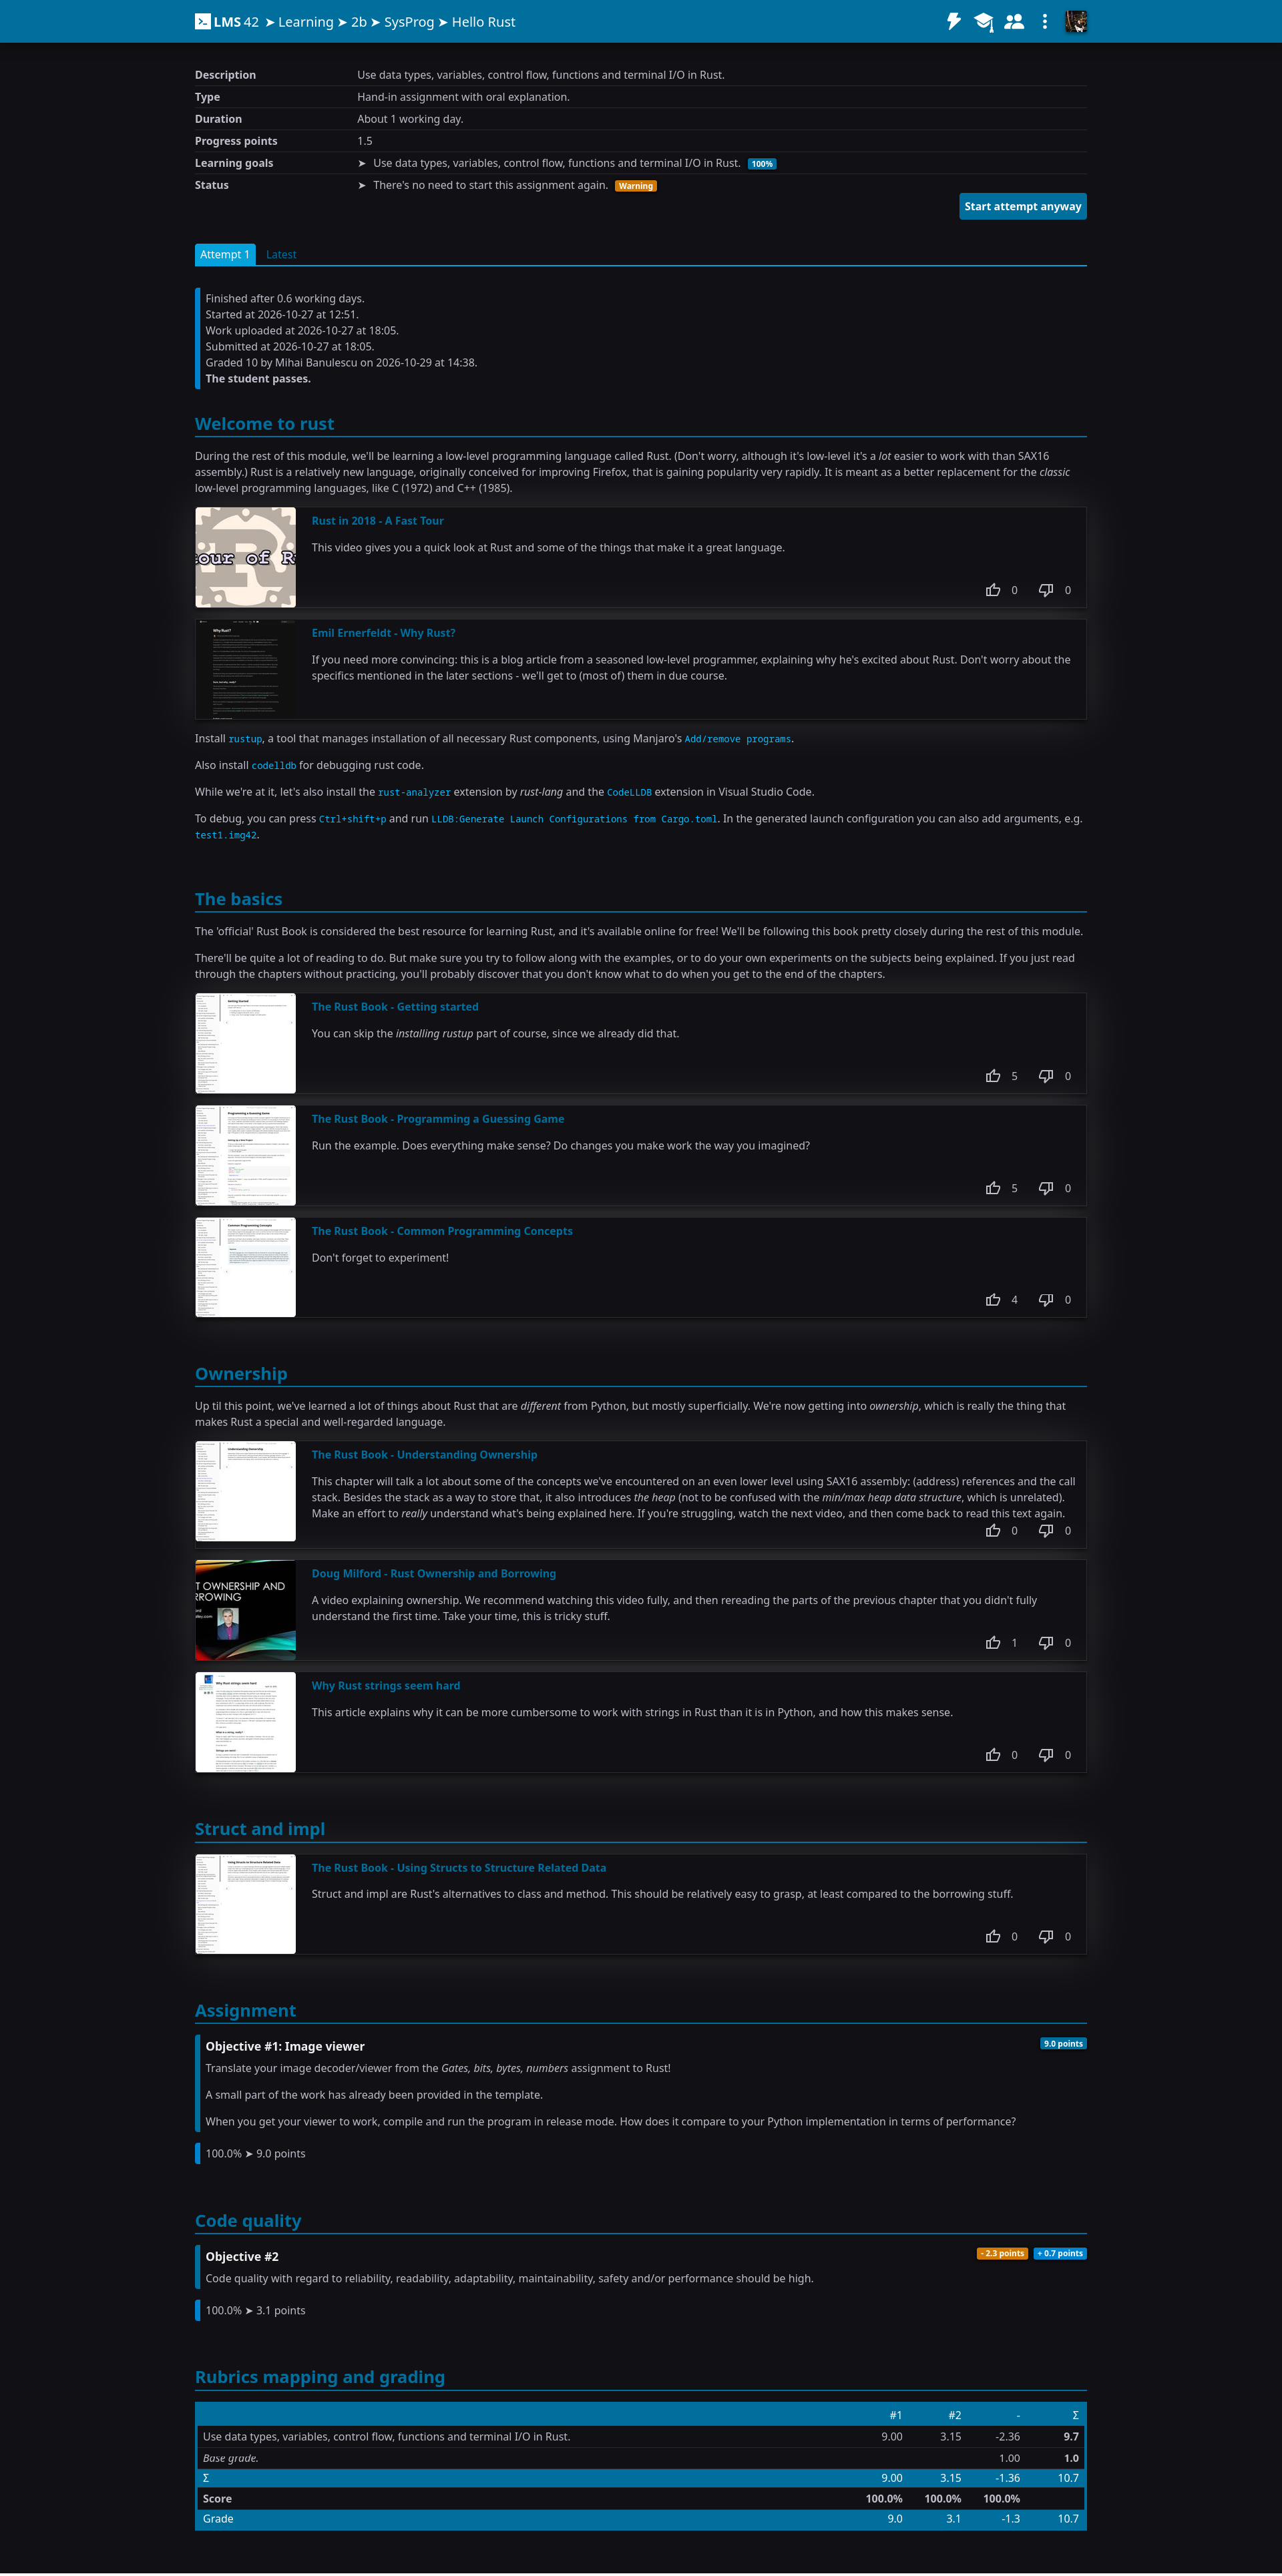 LMS 42 ➤ Learning ➤ 2b ➤ SysProg ➤ Hello Rust
Description Use data types, variables, control flow, functions and terminal I/O in Rust.
Type Hand-in assignment with oral explanation.
Duration About 1 working day.
Progress points 1.5
Learning goals ➤ Use data types, variables, control flow, functions and terminal I/O in Rust. 100%
Status ➤ There's no need to start this assignment again. Warning
Start attempt anyway
Attempt 1 Latest
Finished after 0.6 working days.
Started at 2026-10-27 at 12:51.
Work uploaded at 2026-10-27 at 18:05.
Submitted at 2026-10-27 at 18:05.
Graded 10 by Mihai Banulescu on 2026-10-29 at 14:38.
The student passes.
Welcome to rust
During the rest of this module, we'll be learning a low-level programming language called Rust. (Don't worry, although it's low-level it's a lot easier to work with than SAX16
assembly.) Rust is a relatively new language, originally conceived for improving Firefox, that is gaining popularity very rapidly. It is meant as a better replacement for the classic
low-level programming languages, like C (1972) and C++ (1985).
our of R
Rust in 2018 - A Fast Tour
This video gives you a quick look at Rust and some of the things that make it a great language.
0 0
Why Rust?
Emil Ernerfeldt - Why Rust?
If you need more convincing: this is a blog article from a seasoned low-level programmer, explaining why he's excited about Rust. Don't worry about the
specifics mentioned in the later sections - we'll get to (most of) them in due course.
Install rustup, a tool that manages installation of all necessary Rust components, using Manjaro's Add/remove programs.
Also install codelldb for debugging rust code.
While we're at it, let's also install the rust-analyzer extension by rust-lang and the CodeLLDB extension in Visual Studio Code.
To debug, you can press Ctrl+shift+p and run LLDB:Generate Launch Configurations from Cargo.toml. In the generated launch configuration you can also add arguments, e.g.
test1.img42.
The basics
The 'official' Rust Book is considered the best resource for learning Rust, and it's available online for free! We'll be following this book pretty closely during the rest of this module.
There'll be quite a lot of reading to do. But make sure you try to follow along with the examples, or to do your own experiments on the subjects being explained. If you just read
through the chapters without practicing, you'll probably discover that you don't know what to do when you get to the end of the chapters.
Getting Started
The Rust Book - Getting started
You can skip the installing rustup part of course, since we already did that.
5 0
Programming a Guessing Game
The Rust Book - Programming a Guessing Game
Run the example. Does everything make sense? Do changes you make work the way you imagined?
5 0
Common Programming Concepts
The Rust Book - Common Programming Concepts
Don't forget to experiment!
4 0
Ownership
Up til this point, we've learned a lot of things about Rust that are different from Python, but mostly superficially. We're now getting into ownership, which is really the thing that
makes Rust a special and well-regarded language.
Understanding Ownership
The Rust Book - Understanding Ownership
This chapter will talk a lot about some of the concepts we've encountered on an even lower level using SAX16 assembly: (address) references and the call
stack. Besides the stack as a way to store that, it also introduces the heap (not to be confused with the min/max heap data structure, which is unrelated).
Make an effort to really understand what's being explained here. If you're struggling, watch the next video, and then come back to read this text again.
0 0
T OWNERSHIP AND
RROWING
Doug Milford - Rust Ownership and Borrowing
A video explaining ownership. We recommend watching this video fully, and then rereading the parts of the previous chapter that you didn't fully
understand the first time. Take your time, this is tricky stuff.
1 0
Why Rust strings seem hard
Why Rust strings seem hard
This article explains why it can be more cumbersome to work with strings in Rust than it is in Python, and how this makes sense.
0 0
Struct and impl
Using Structs to Structure Related Data
The Rust Book - Using Structs to Structure Related Data
Struct and impl are Rust's alternatives to class and method. This should be relatively easy to grasp, at least compared to the borrowing stuff.
0 0
Assignment
Objective #1: Image viewer 9.0 points
Translate your image decoder/viewer from the Gates, bits, bytes, numbers assignment to Rust!
A small part of the work has already been provided in the template.
When you get your viewer to work, compile and run the program in release mode. How does it compare to your Python implementation in terms of performance?
100.0% ➤ 9.0 points
Code quality
Objective #2 - 2.3 points + 0.7 points
Code quality with regard to reliability, readability, adaptability, maintainability, safety and/or performance should be high.
100.0% ➤ 3.1 points
Rubrics mapping and grading
#1 #2 - Σ
Use data types, variables, control flow, functions and terminal I/O in Rust. 9.00 3.15 -2.36 9.7
Base grade. 1.00 1.0
Σ 9.00 3.15 -1.36 10.7
Score 100.0% 100.0% 100.0%
Grade 9.0 3.1 -1.3 10.7